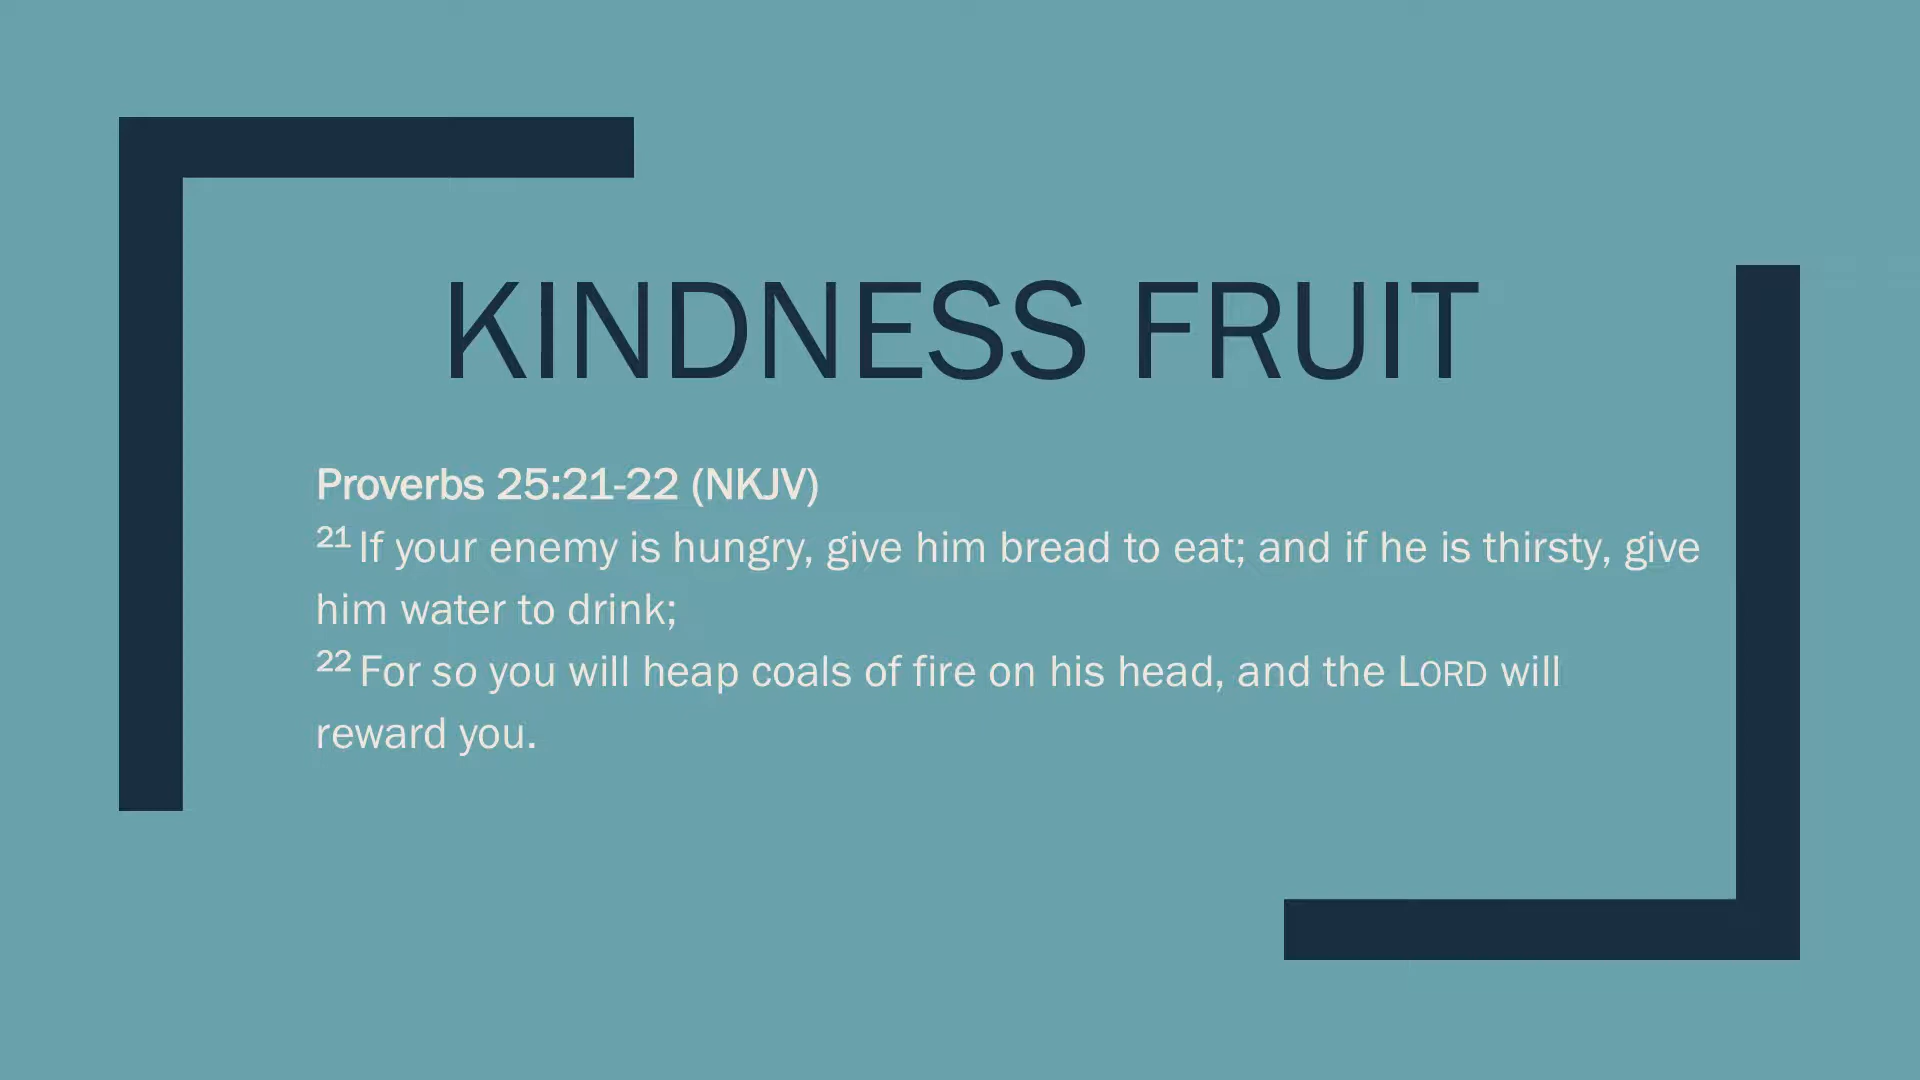 KINDNESS FRUIT
Proverbs 25:21-22 (NKJV)
21 If your enemy is hungry, give him bread to eat; and if he is thirsty, give
him water to drink;
22 For so you will heap coals of fire on his head, and the LORD will
reward you.